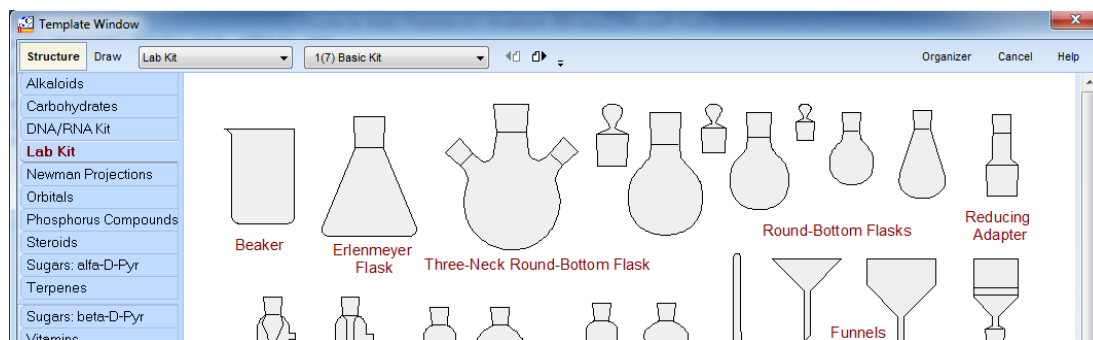 Template Window
Structure Draw Lab Kit 1(7) Basic Kit Organizer Cancel Help
Alkaloids
Carbohydrates
DNA/RNA Kit
Lab Kit
Newman Projections
Orbitals
Phosphorus Compounds
Steroids
Sugars: alfa-D-Pyr
Terpenes
Sugars: beta-D-Pyr
Vitamins
Beaker
Erlenmeyer
Flask
Three-Neck Round-Bottom Flask
Round-Bottom Flasks
Reducing
Adapter
Funnels